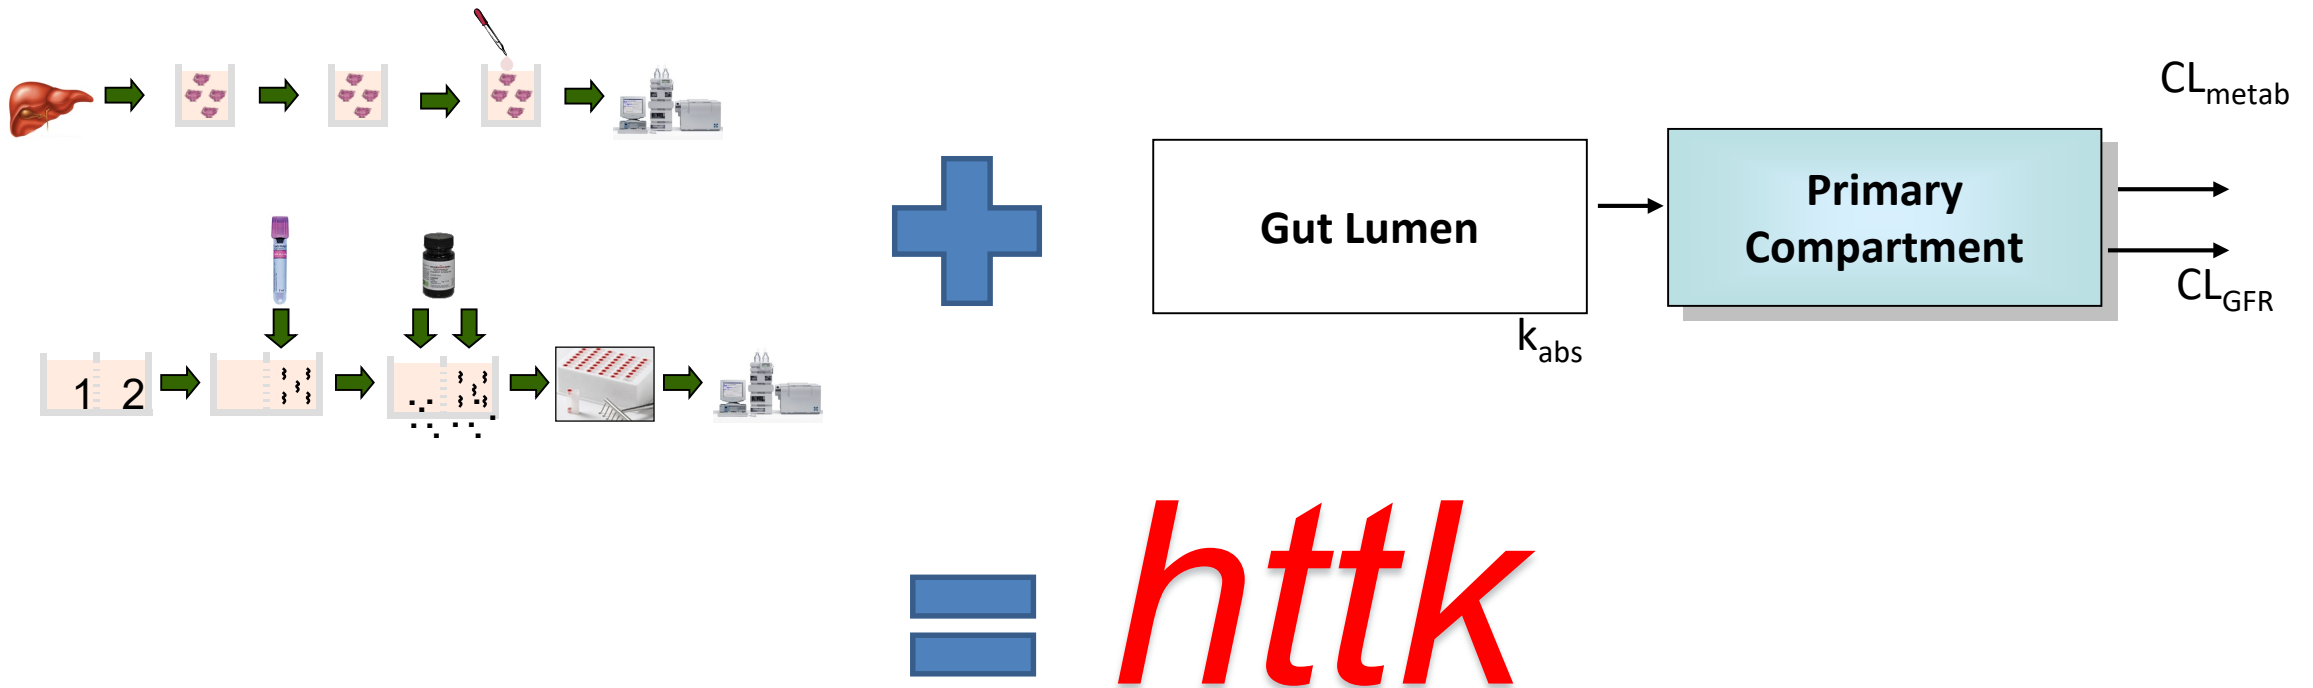 CLmetab
Gut Lumen
Primary
Compartment
CLGFR
kabs
1 2
httk